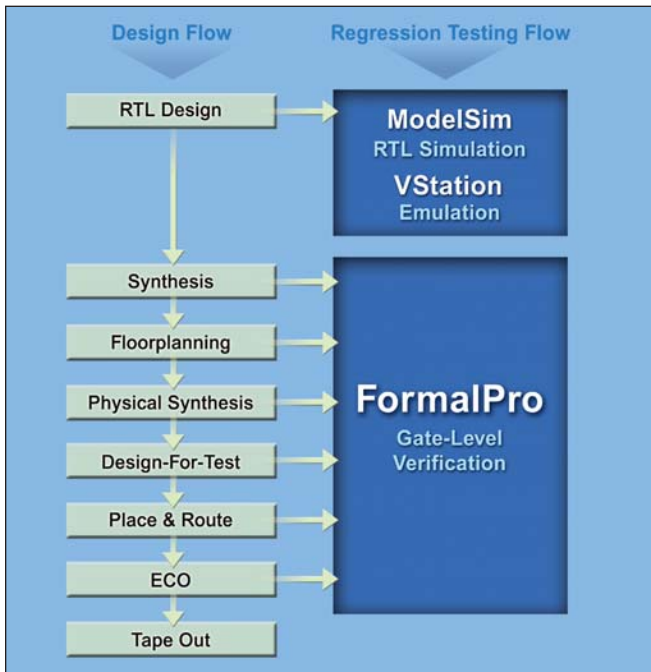 Design Flow
Regression Testing Flow
RTL Design
ModelSim
RTL Simulation
VStation
Emulation
Synthesis
Floorplanning
Physical Synthesis
Design-For-Test
Place & Route
ECO
Tape Out
FormalPro
Gate-Level
Verification